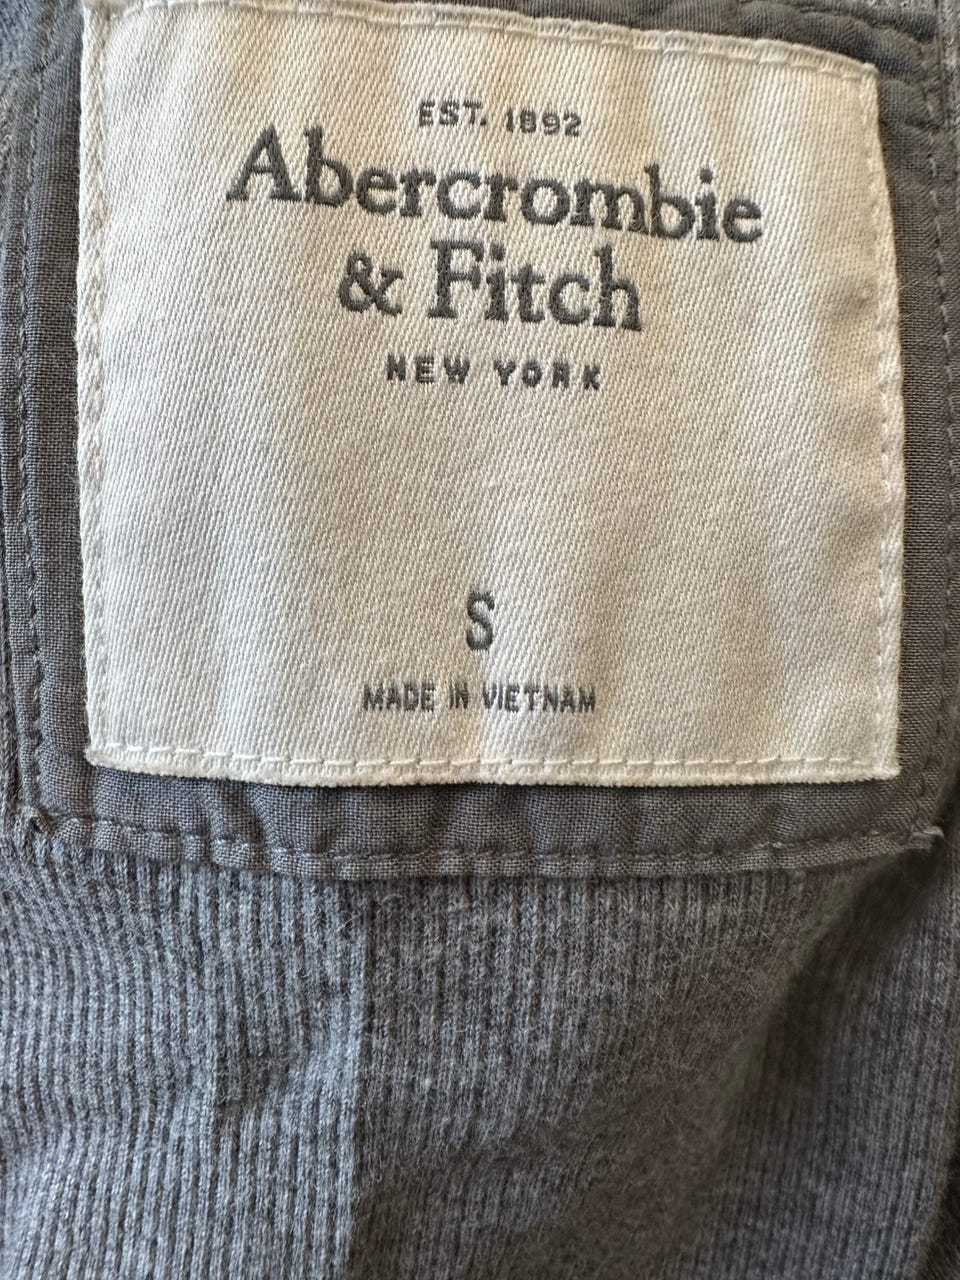 EST. 1892
Abercrombie
& Fitch
NEW YORK
S
MADE IN VIETNAM